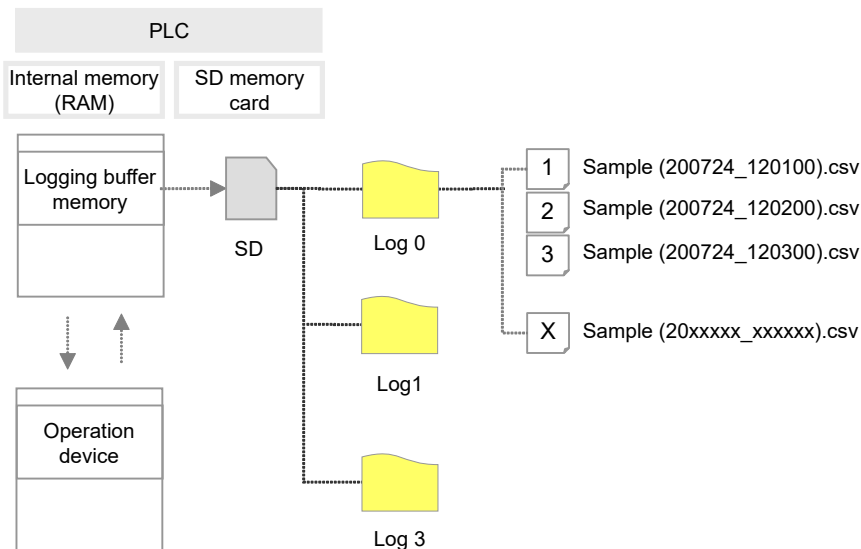 PLC
Internal memory
(RAM)
SD memory
card
Logging buffer
memory
SD
Log 0
1
Sample (200724_120100).csv
2
Sample (200724_120200).csv
3
Sample (200724_120300).csv
X
Sample (20xxxxx_xxxxxx).csv
Log1
Operation
device
Log 3